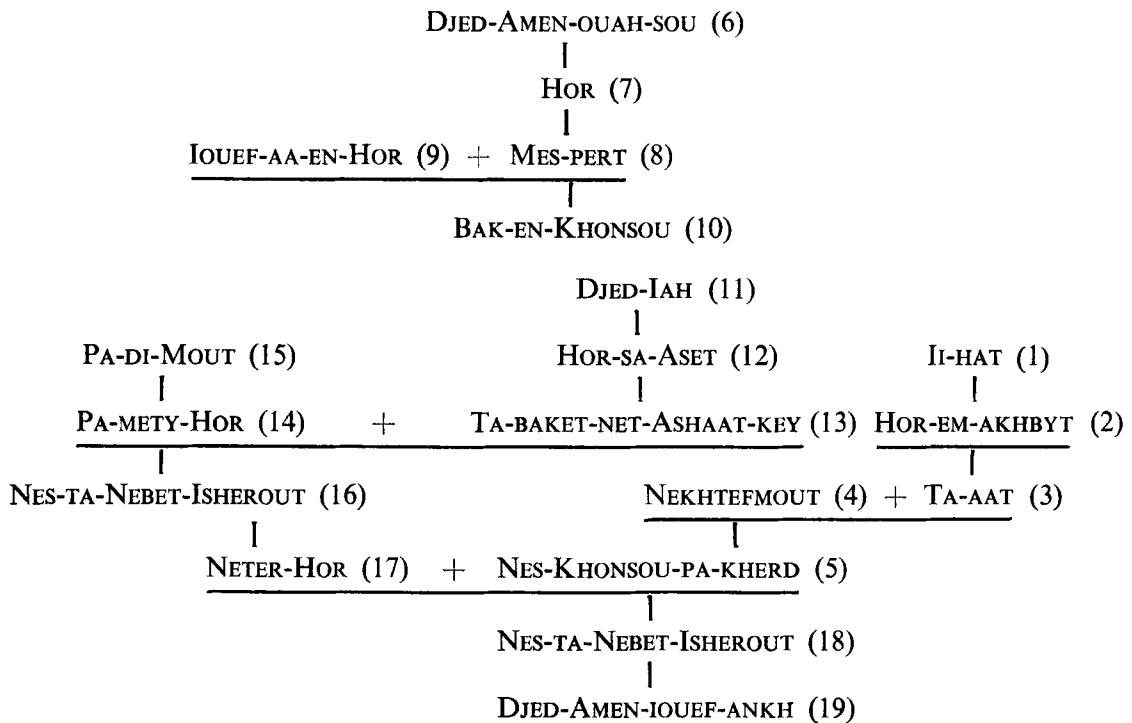 DJED-AMEN-OUAH-SOU (6)
HOR (7)
IOUEF-AA-EN-HOR (9) + MES-PERT (8)
BAK-EN-KHONSOU (10)
DJED-IAH (11)
PA-DI-MOUT (15) HOR-SA-ASET (12) II-HAT (1)
PA-METY-HOR (14) + TA-BAKET-NET-ASHAAT-KEY (13) HOR-EM-AKHBYT (2)
NES-TA-NEBET-ISHEROUT (16) NEKHTEFMOUT (4) + TA-AAT (3)
NETER-HOR (17) + NES-KHONSOU-PA-KHERD (5)
NES-TA-NEBET-ISHEROUT (18)
DJED-AMEN-IOUEF-ANKH (19)